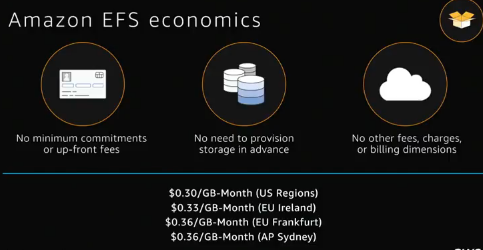 Amazon EFS economics
No minimum commitments
or up-front fees
No need to provision
storage in advance
No other fees, charges,
or billing dimensions
$0.30/GB-Month (US Regions)
$0.33/GB-Month (EU Ireland)
$0.36/GB-Month (EU Frankfurt)
$0.36/GB-Month (AP Sydney)